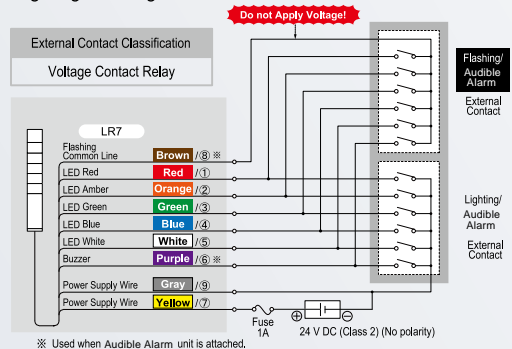 Do not Apply Voltage!
External Contact Classification
Voltage Contact Relay
Flashing/
Audible
Alarm
External
Contact
LR7
Flashing
Common Line Brown /⑧ ※
LED Red Red /①
LED Amber Orange /②
LED Green Green /③
LED Blue Blue /④
LED White White /⑤
Buzzer Purple /⑥ ※
Power Supply Wire Gray /⑨
Power Supply Wire Yellow /⑦
Lighting/
Audible
Alarm
External
Contact
Fuse
1A
⊕ ⊖
24 V DC (Class 2) (No polarity)
※ Used when Audible Alarm unit is attached.